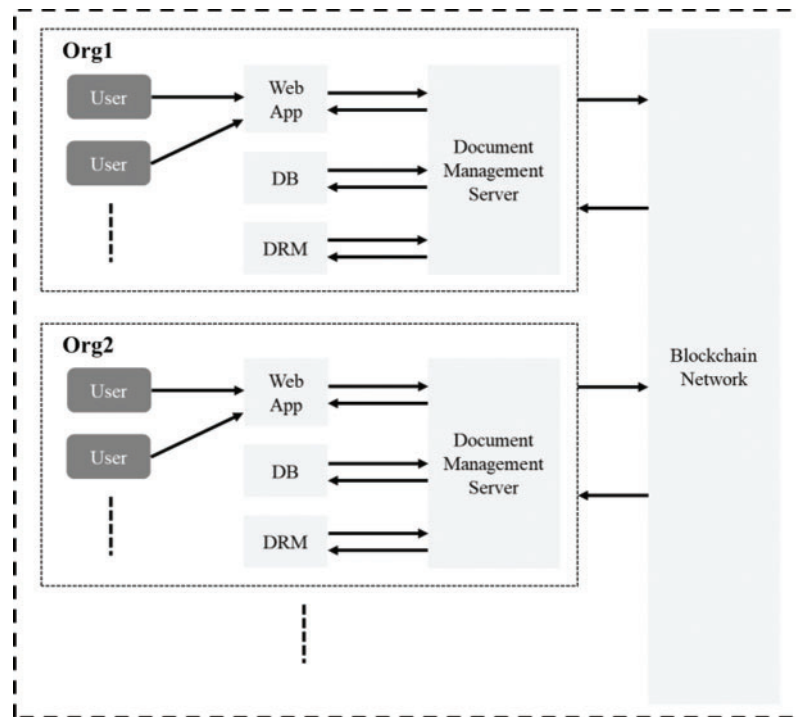 Org1
User
User
Web
App
DB
DRM
Document
Management
Server
Org2
User
User
Web
App
DB
DRM
Document
Management
Server
Blockchain
Network